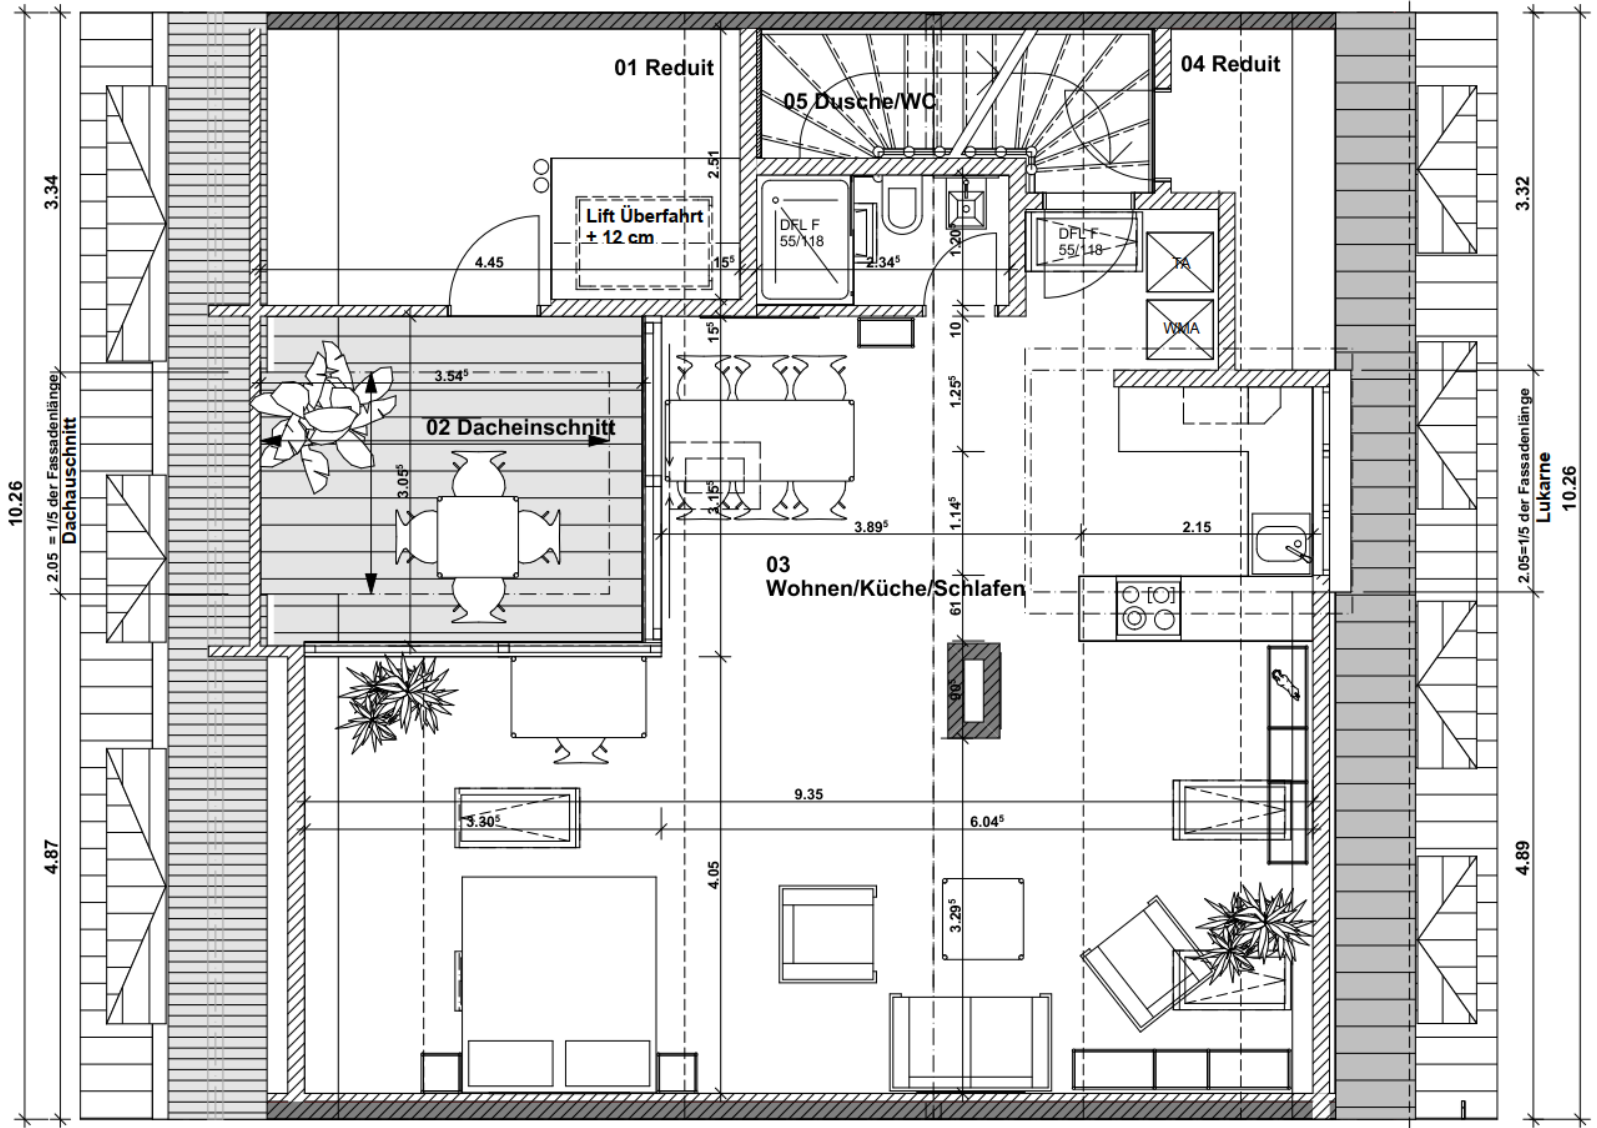 01 Reduit
04 Reduit
05 Dusche/WC
3.34
2.51
3.32
Lift Überfahrt
+ 12 cm
DFL F
55/118
DFL F
55/118
1.20⁵
4.45
15⁵
2.34⁵
TA
15⁵
10
WMA
3.54⁵
1.25⁵
02 Dacheinschnitt
3.05⁵
3.15⁵
1.14⁵
3.89⁵
2.15
10.26
2.05 = 1/5 der Fassadenlänge
Dachauschnitt
2.05=1/5 der Fassadenlänge
Lukarne
10.26
03
Wohnen/Küche/Schlafen
61
9.35
3.30⁵
6.04⁵
4.87
4.05
3.29⁵
4.89